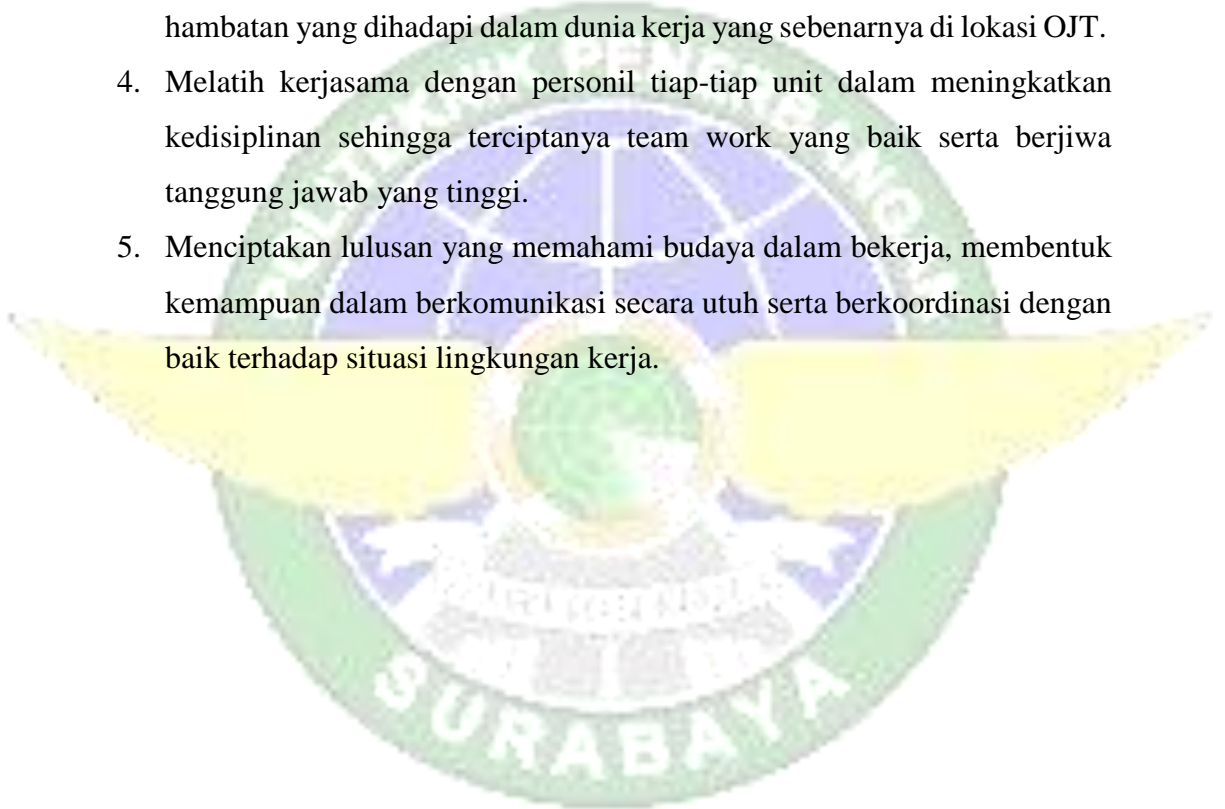 hambatan yang dihadapi dalam dunia kerja yang sebenarnya di lokasi OJT.
4. Melatih kerjasama dengan personil tiap-tiap unit dalam meningkatkan
kedisiplinan sehingga terciptanya team work yang baik serta berjiwa
tanggung jawab yang tinggi.
5. Menciptakan lulusan yang memahami budaya dalam bekerja, membentuk
kemampuan dalam berkomunikasi secara utuh serta berkoordinasi dengan
baik terhadap situasi lingkungan kerja.
SURABAYA